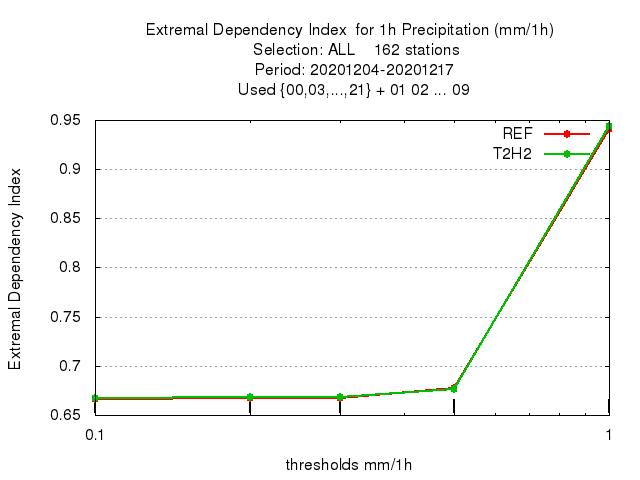 Extremal Dependency Index  for 1h Precipitation (mm/1h)
Selection: ALL    162 stations
Period: 20201204-20201217
Used {00,03,...,21} + 01 02 ... 09
REF
T2H2
Extremal Dependency Index
0.95
0.9
0.85
0.8
0.75
0.7
0.65
0.1
1
thresholds mm/1h